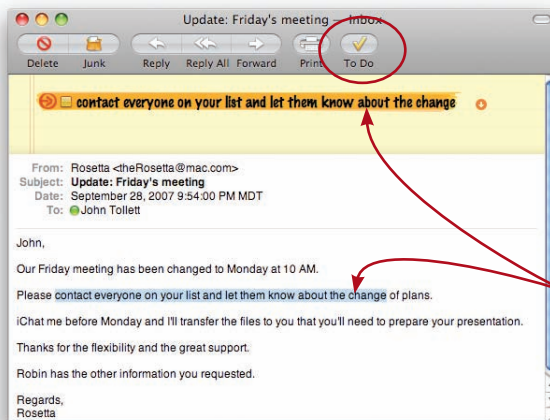 Update: Friday's meeting — Inbox
Delete Junk Reply Reply All Forward Print To Do
contact everyone on your list and let them know about the change
From: Rosetta <theRosetta@mac.com>
Subject: Update: Friday's meeting
Date: September 28, 2007 9:54:00 PM MDT
To: John Tollett
John,
Our Friday meeting has been changed to Monday at 10 AM.
Please contact everyone on your list and let them know about the change of plans.
iChat me before Monday and I'll transfer the files to you that you'll need to prepare your presentation.
Thanks for the flexibility and the great support.
Robin has the other information you requested.
Regards,
Rosetta